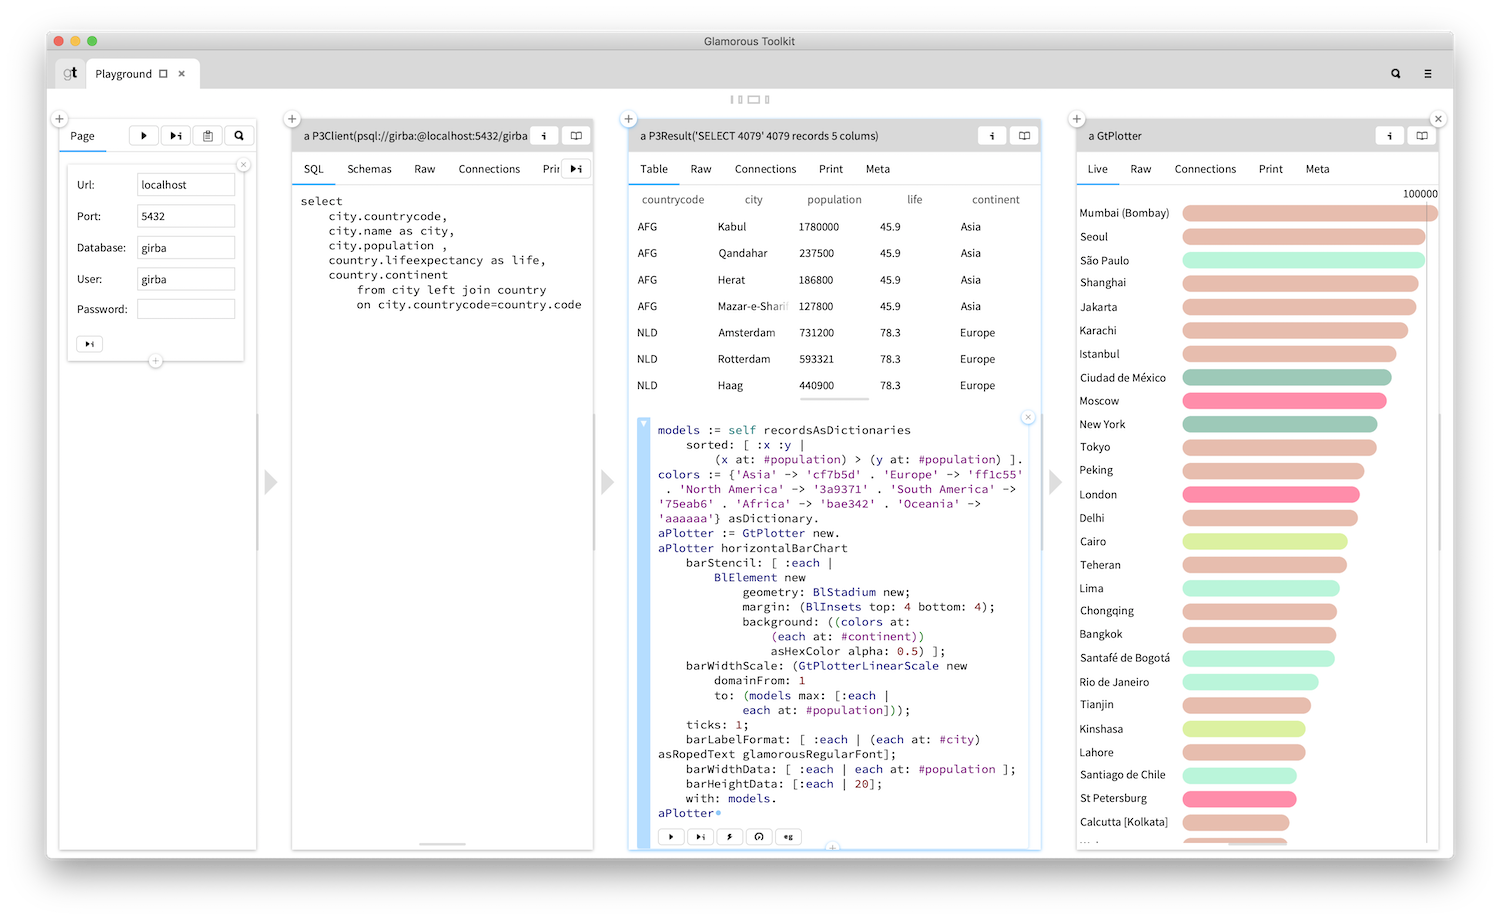 Glamorous Toolkit
gt
Playground
Page
Url:
localhost
Port:
5432
Database:
girba
User:
girba
Password:
a P3Client(psql://girba:@localhost:5432/girba
i
SQL
Schemas
Raw
Connections
Pri
select
city.countrycode,
city.name as city,
city.population ,
country.lifeexpectancy as life,
country.continent
from city left join country
on city.countrycode=country.code
a P3Result('SELECT 4079' 4079 records 5 colums)
i
Table
Raw
Connections
Print
Meta
countrycode city population life continent
AFG Kabul 1780000 45.9 Asia
AFG Qandahar 237500 45.9 Asia
AFG Herat 186800 45.9 Asia
AFG Mazar-e-Sharif 127800 45.9 Asia
NLD Amsterdam 731200 78.3 Europe
NLD Rotterdam 593321 78.3 Europe
NLD Haag 440900 78.3 Europe
models := self recordsAsDictionaries
sorted: [ :x :y |
(x at: #population) > (y at: #population) ].
colors := {'Asia' -> 'cf7b5d' . 'Europe' -> 'ff1c55'
. 'North America' -> '3a9371' . 'South America' ->
'75eab6' . 'Africa' -> 'bae342' . 'Oceania' ->
'aaaaaa'} asDictionary.
aPlotter := GtPlotter new.
aPlotter horizontalBarChart
barStencil: [ :each |
BlElement new
geometry: BlStadium new;
margin: (BlInsets top: 4 bottom: 4);
background: ((colors at:
(each at: #continent))
asHexColor alpha: 0.5) ];
barWidthScale: (GtPlotterLinearScale new
domainFrom: 1
to: (models max: [:each |
each at: #population]));
ticks: 1;
barLabelFormat: [ :each | (each at: #city)
asRopedText glamorousRegularFont];
barWidthData: [ :each | each at: #population ];
barHeightData: [:each | 20];
with: models.
aPlotter
i
eg
a GtPlotter
i
Live
Raw
Connections
Print
Meta
100000
Mumbai (Bombay)
Seoul
São Paulo
Shanghai
Jakarta
Karachi
Istanbul
Ciudad de México
Moscow
New York
Tokyo
Peking
London
Delhi
Cairo
Teheran
Lima
Chongqing
Bangkok
Santafé de Bogotá
Rio de Janeiro
Tianjin
Kinshasa
Lahore
Santiago de Chile
St Petersburg
Calcutta [Kolkata]